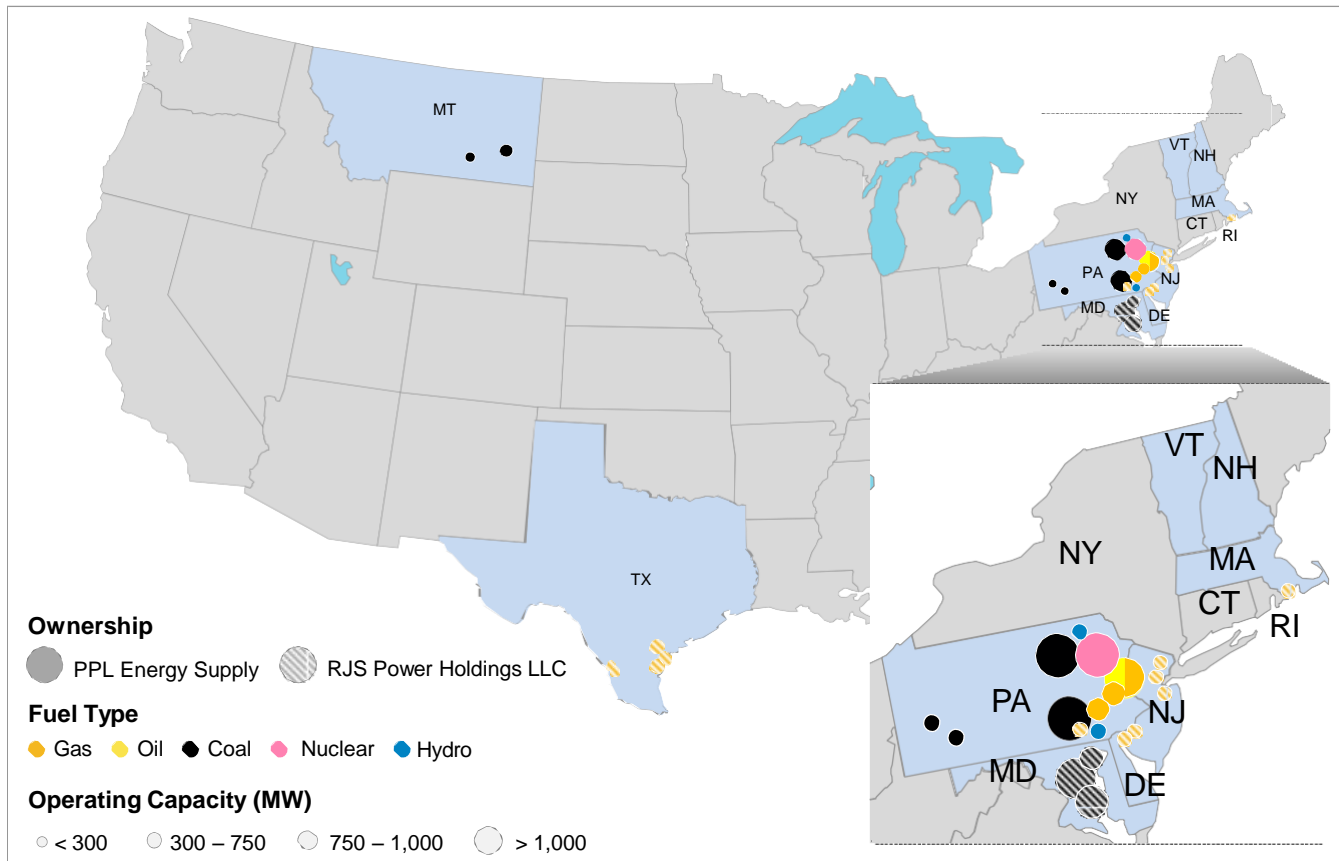 MT
VT
NH
NY
MA
CT
RI
PA
NJ
MD
DE
TX
VT
NH
NY
MA
CT
RI
PA
NJ
MD
DE
Ownership
PPL Energy Supply RJS Power Holdings LLC
Fuel Type
Gas Oil Coal Nuclear Hydro
Operating Capacity (MW)
< 300 300 – 750 750 – 1,000 > 1,000